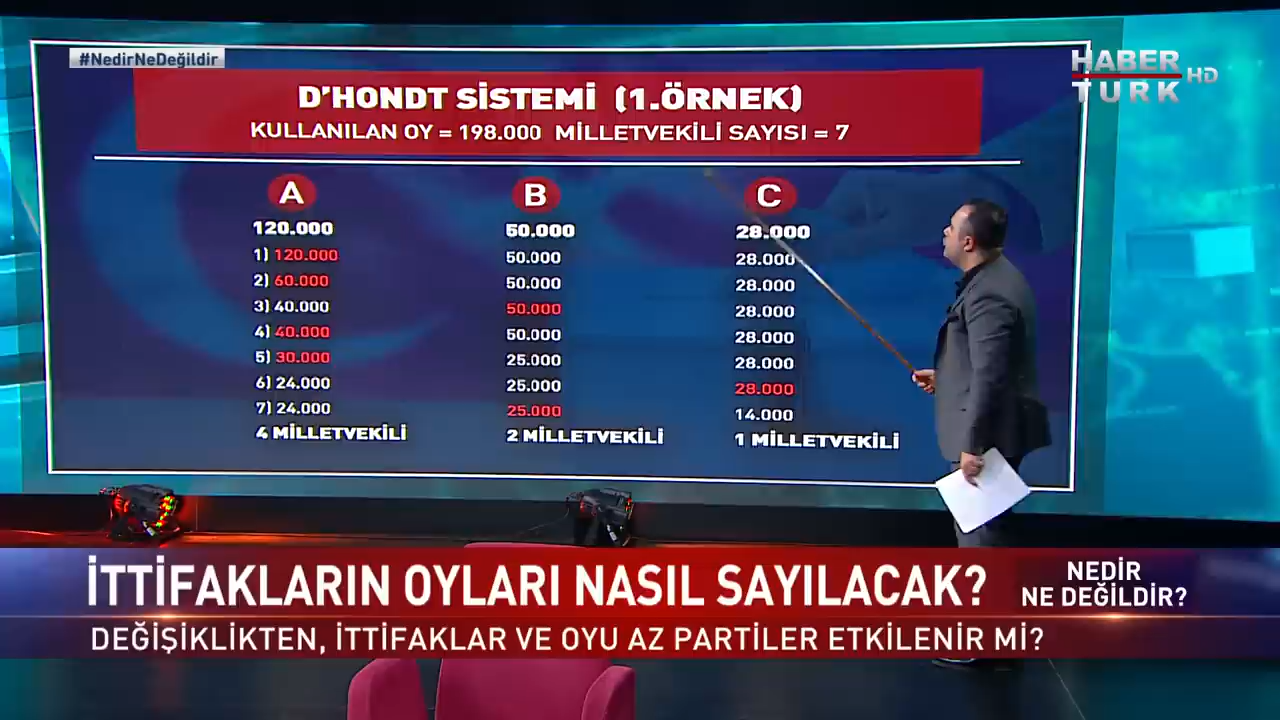 #NedirNeDeğildir
HABER
TURK HD
D'HONDT SİSTEMİ (1.ÖRNEK)
KULLANILAN OY = 198.000 MİLLETVEKİLİ SAYISI = 7
A B C
120.000 50.000 28.000
1) 120.000 50.000 28.000
2) 60.000 50.000 28.000
3) 40.000 50.000 28.000
4) 40.000 50.000 28.000
5) 30.000 25.000 28.000
6) 24.000 25.000 28.000
7) 24.000 25.000 14.000
4 MİLLETVEKİLİ 2 MİLLETVEKİLİ 1 MİLLETVEKİLİ
İTTİFAKLARIN OYLARI NASIL SAYILACAK?
NEDİR
NE DEĞİLDİR?
DEĞİŞİKLİKTEN, İTTİFAKLAR VE OYU AZ PARTİLER ETKİLENİR Mİ?